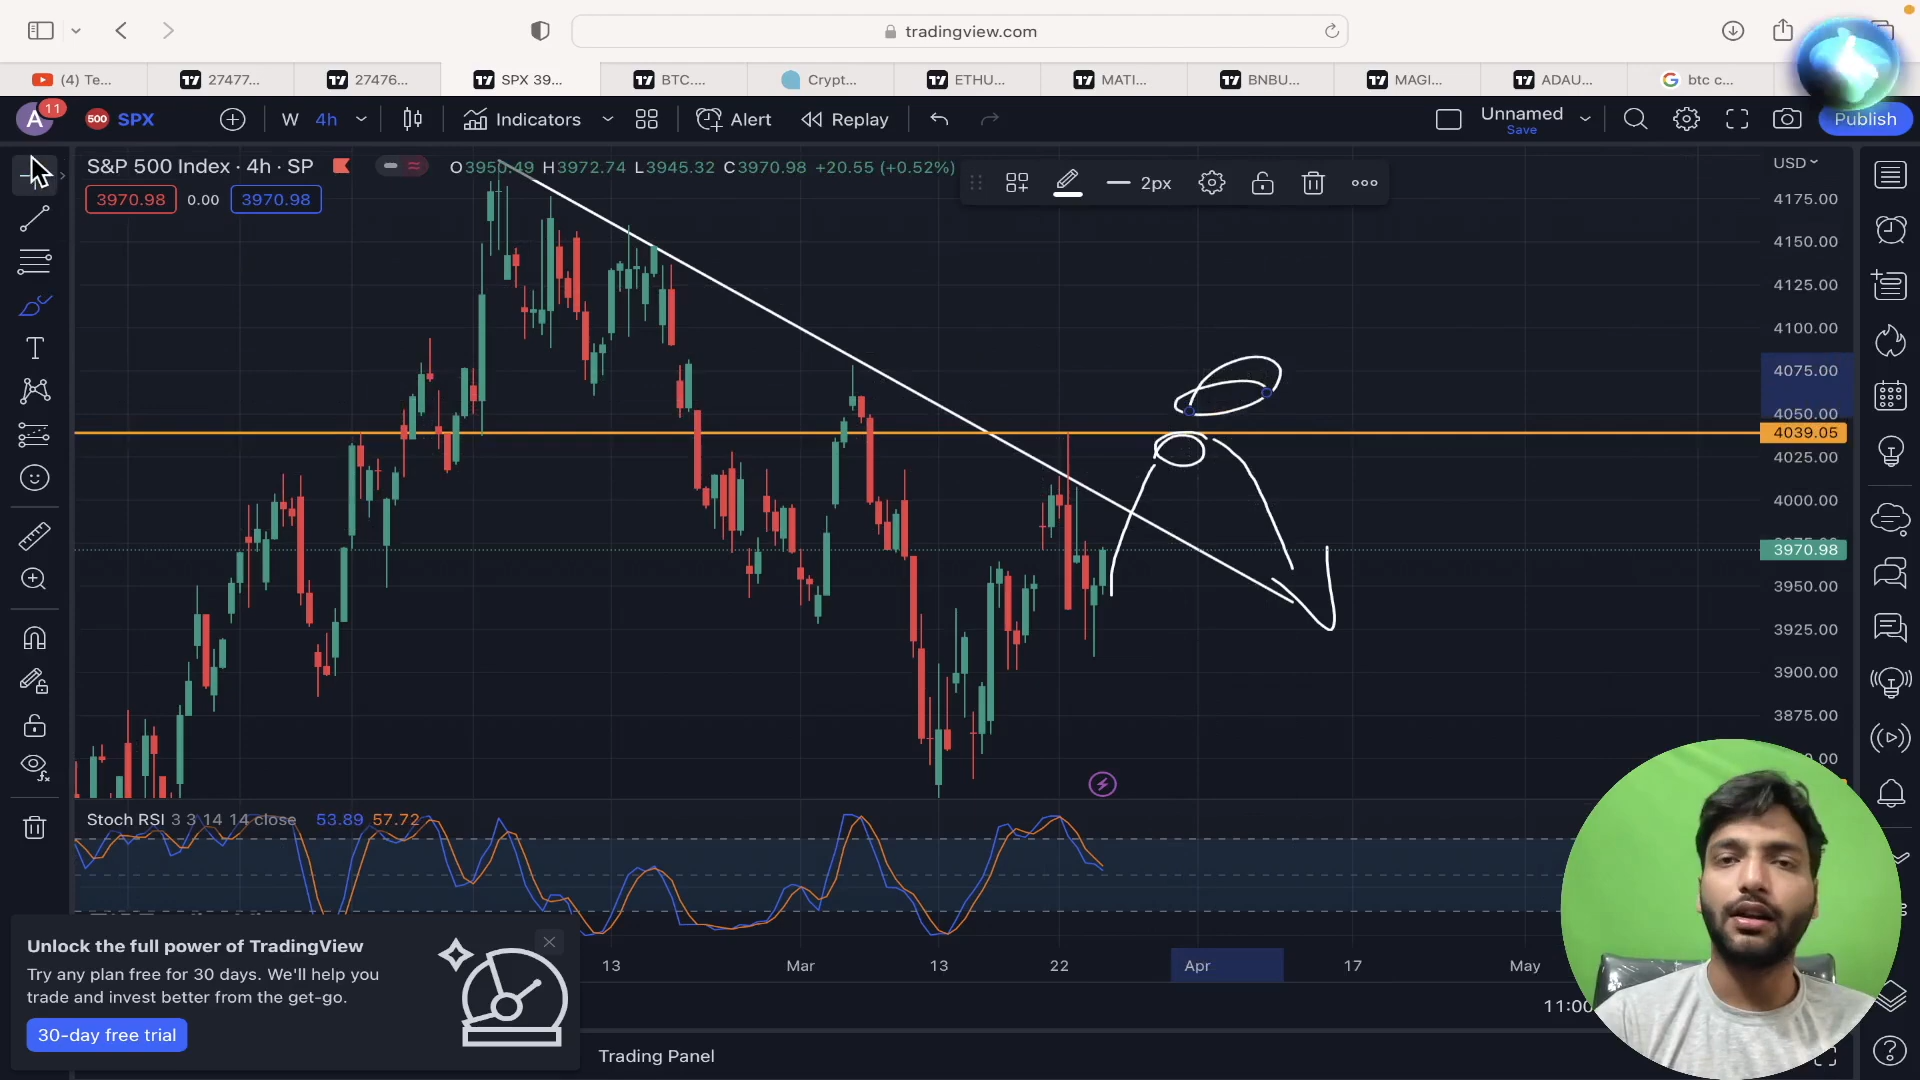 tradingview.com
(4) Te...
27477...
27476...
SPX 39...
BTC....
Crypt...
ETHU...
MATI...
BNBU...
MAGI...
ADAU...
btc c...
A
11
500
SPX
W
4h
Indicators
Alert
Replay
Unnamed
Save
Publish
S&P 500 Index · 4h · SP
O3950.49 H3972.74 L3945.32 C3970.98 +20.55 (+0.52%)
2px
USD
3970.98
0.00
3970.98
4175.00
4150.00
4125.00
4100.00
4075.00
4050.00
4039.05
4025.00
4000.00
3970.98
3950.00
3925.00
3900.00
3875.00
Stoch RSI 3 3 14 14 close 53.89 57.72
Unlock the full power of TradingView
Try any plan free for 30 days. We'll help you
trade and invest better from the get-go.
30-day free trial
13
Mar
13
22
Apr
17
May
11:00
Trading Panel